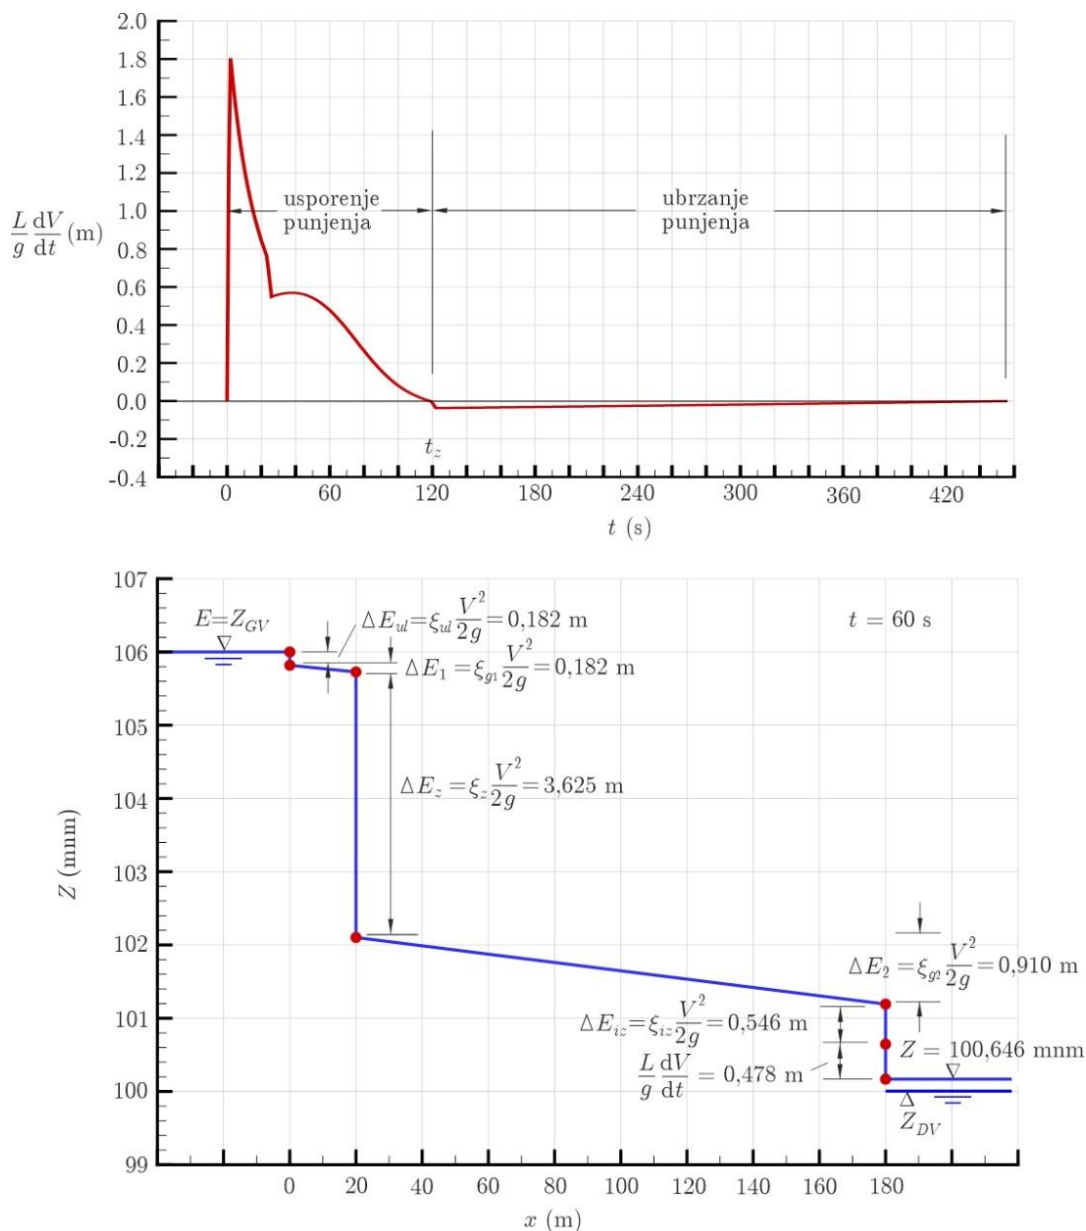 2.0
1.8
1.6
1.4
1.2
1.0
0.8
0.6
0.4
0.2
0.0
-0.2
-0.4
L/g dV/dt (m)
usporenje
punjenja
ubrzanje
punjenja
t_z
0 60 120 180 240 300 360 420
t (s)
107
106
105
104
103
102
101
100
99
Z (mnm)
E=Z_GV
ΔE_ul=ξ_ul V²/2g=0,182 m
t = 60 s
ΔE_1=ξ_g1 V²/2g=0,182 m
ΔE_z=ξ_z V²/2g=3,625 m
ΔE_2=ξ_g2 V²/2g=0,910 m
ΔE_iz=ξ_iz V²/2g=0,546 m
Z = 100,646 mnm
L/g dV/dt = 0,478 m
Z_DV
0 20 40 60 80 100 120 140 160 180
x (m)